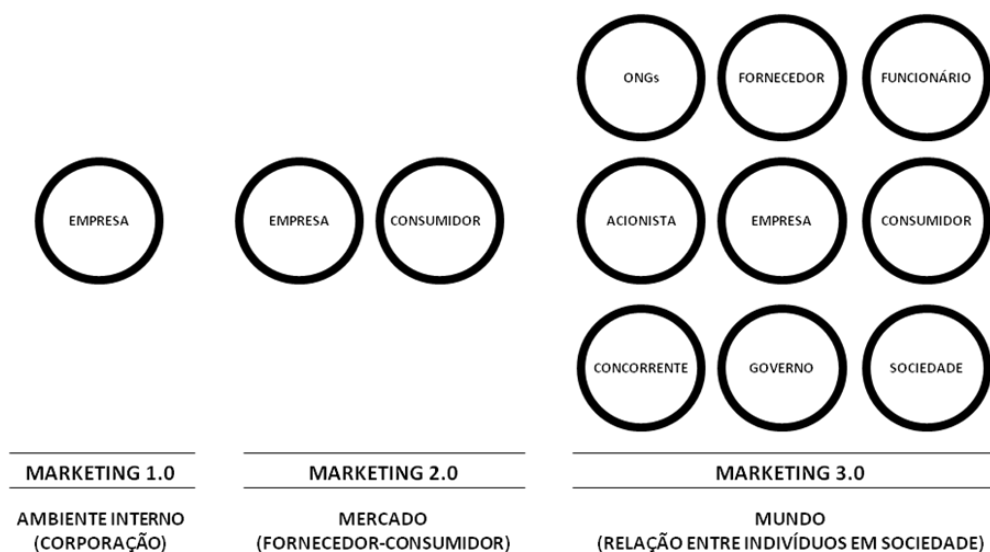 ONGs
FORNECEDOR
FUNCIONÁRIO
EMPRESA
EMPRESA
CONSUMIDOR
ACIONISTA
EMPRESA
CONSUMIDOR
CONCORRENTE
GOVERNO
SOCIEDADE
MARKETING 1.0
MARKETING 2.0
MARKETING 3.0
AMBIENTE INTERNO
(CORPORAÇÃO)
MERCADO
(FORNECEDOR-CONSUMIDOR)
MUNDO
(RELAÇÃO ENTRE INDIVÍDUOS EM SOCIEDADE)